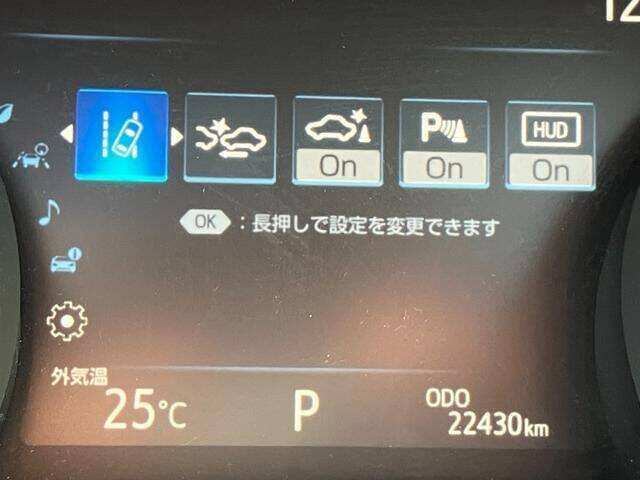 12
P HUD
On On On
OK : 長押しで設定を変更できます
外気温
25℃ P ODO
22430km